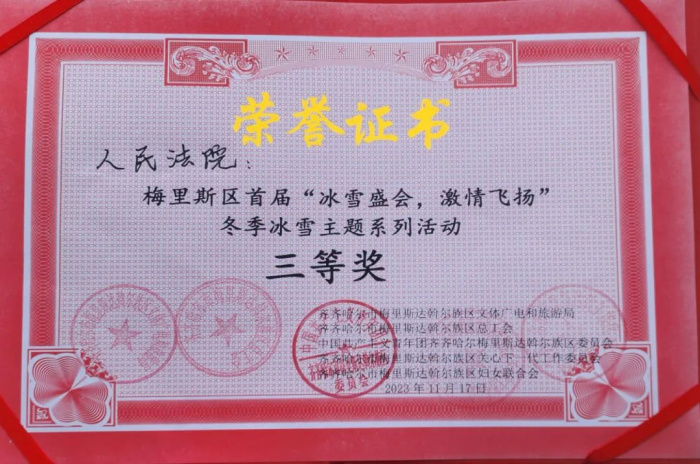 荣誉证书
人民法院：
梅里斯区首届“冰雪盛会，激情飞扬”
冬季冰雪主题系列活动
三等奖
齐齐哈尔市梅里斯达斡尔族区文体广电和旅游局
齐齐哈尔市梅里斯达斡尔族区总工会
中国共产主义青年团齐齐哈尔梅里斯达斡尔族区委员会
齐齐哈尔市梅里斯达斡尔族区关心下一代工作委员会
齐齐哈尔市梅里斯达斡尔族区妇女联合会
2023年11月17日